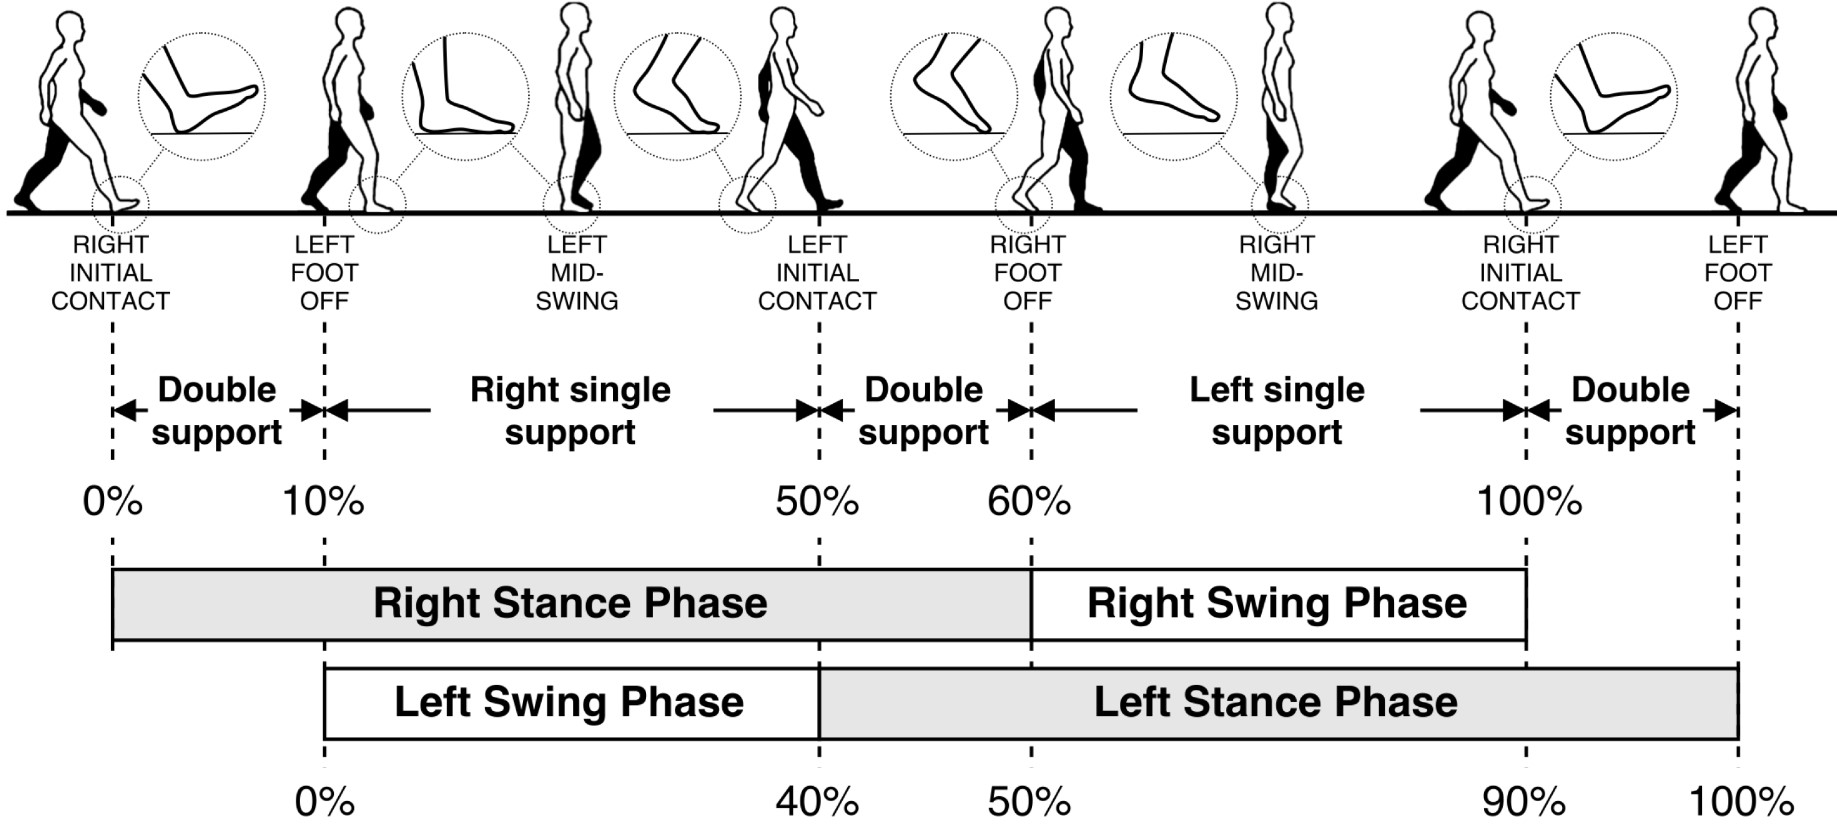 RIGHT
INITIAL
CONTACT
LEFT
FOOT
OFF
LEFT
MID-
SWING
LEFT
INITIAL
CONTACT
RIGHT
FOOT
OFF
RIGHT
MID-
SWING
RIGHT
INITIAL
CONTACT
LEFT
FOOT
OFF
Double
support
Right single
support
Double
support
Left single
support
Double
support
0%
10%
50%
60%
100%
Right Stance Phase
Right Swing Phase
Left Swing Phase
Left Stance Phase
0%
40%
50%
90%
100%